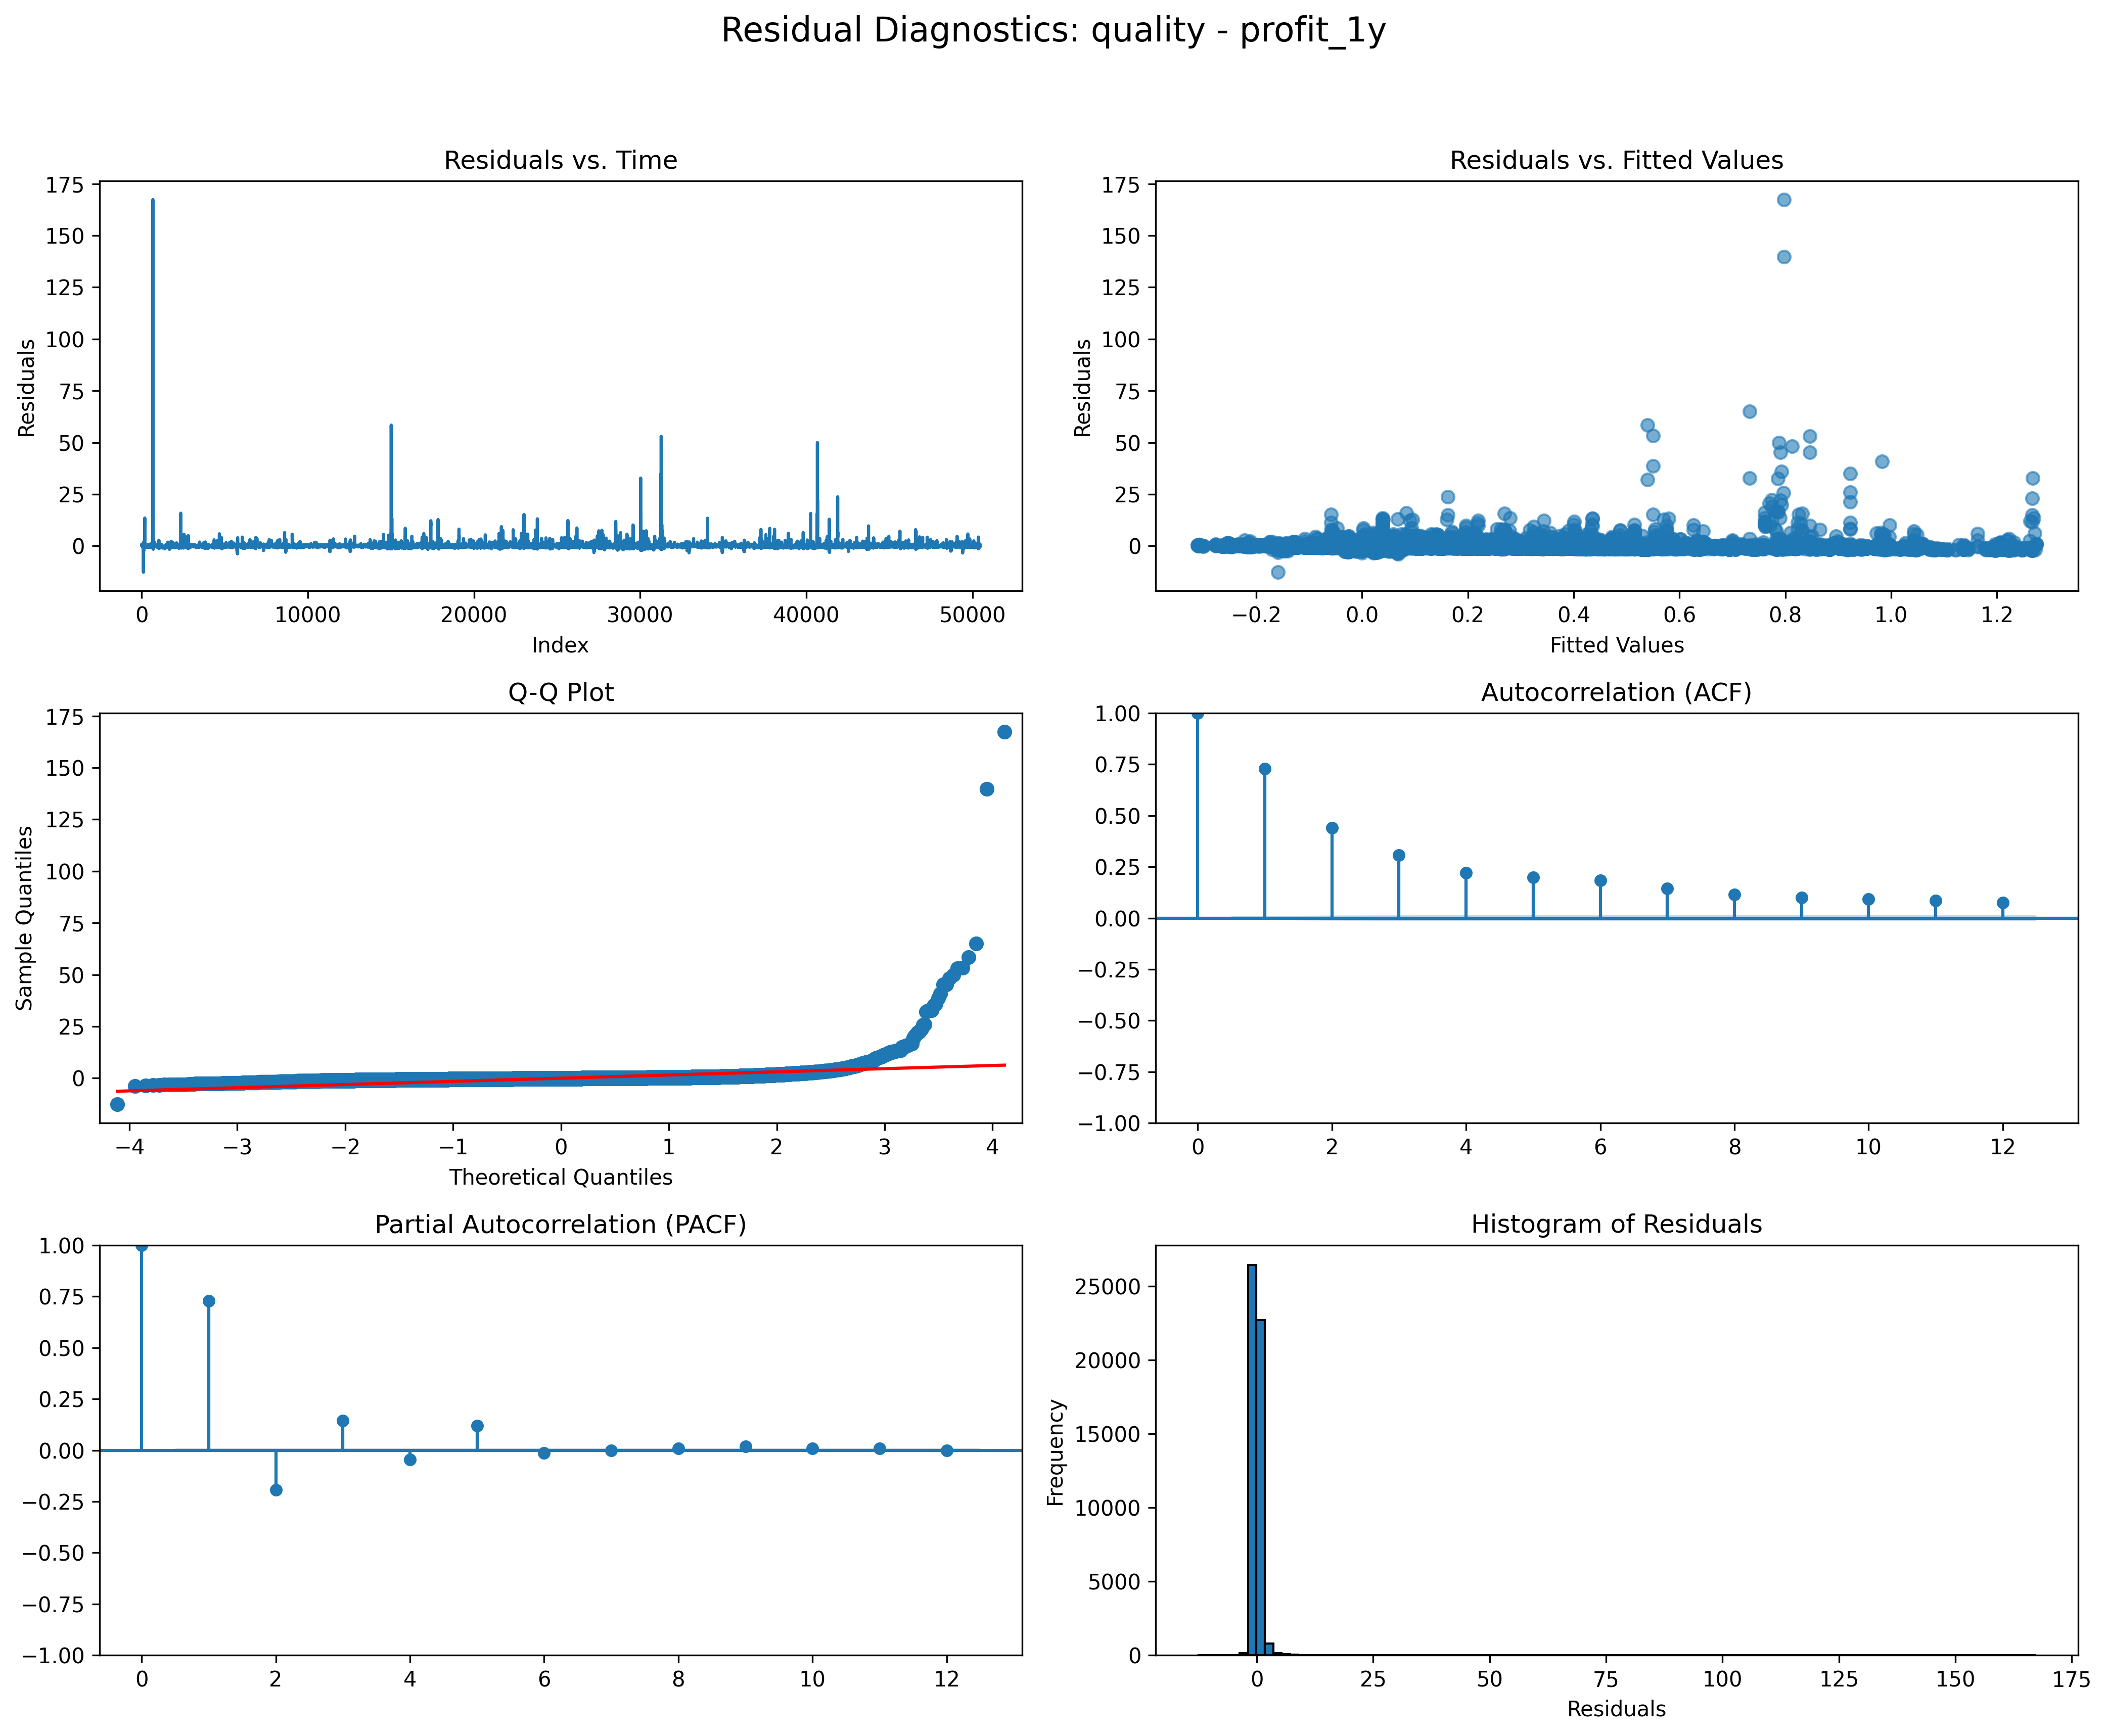 Residual Diagnostics: quality - profit_1y
Residuals vs. Time
175
150
125
100
75
50
25
0
Residuals
0 10000 20000 30000 40000 50000
Index
Residuals vs. Fitted Values
175
150
125
100
75
50
25
0
Residuals
−0.2 0.0 0.2 0.4 0.6 0.8 1.0 1.2
Fitted Values
Q-Q Plot
175
150
125
100
75
50
25
0
Sample Quantiles
−4 −3 −2 −1 0 1 2 3 4
Theoretical Quantiles
Autocorrelation (ACF)
1.00
0.75
0.50
0.25
0.00
−0.25
−0.50
−0.75
−1.00
0 2 4 6 8 10 12
Partial Autocorrelation (PACF)
1.00
0.75
0.50
0.25
0.00
−0.25
−0.50
−0.75
−1.00
0 2 4 6 8 10 12
Histogram of Residuals
25000
20000
15000
10000
5000
0
Frequency
0 25 50 75 100 125 150 175
Residuals